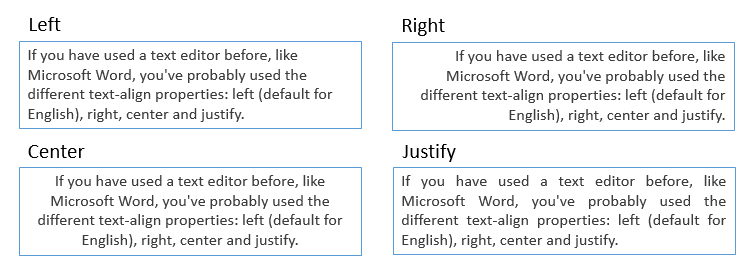 Left
If you have used a text editor before, like
Microsoft Word, you've probably used the
different text-align properties: left (default for
English), right, center and justify.
Right
If you have used a text editor before, like
Microsoft Word, you've probably used the
different text-align properties: left (default for
English), right, center and justify.
Center
If you have used a text editor before, like
Microsoft Word, you've probably used the
different text-align properties: left (default for
English), right, center and justify.
Justify
If you have used a text editor before, like
Microsoft Word, you've probably used the
different text-align properties: left (default for
English), right, center and justify.